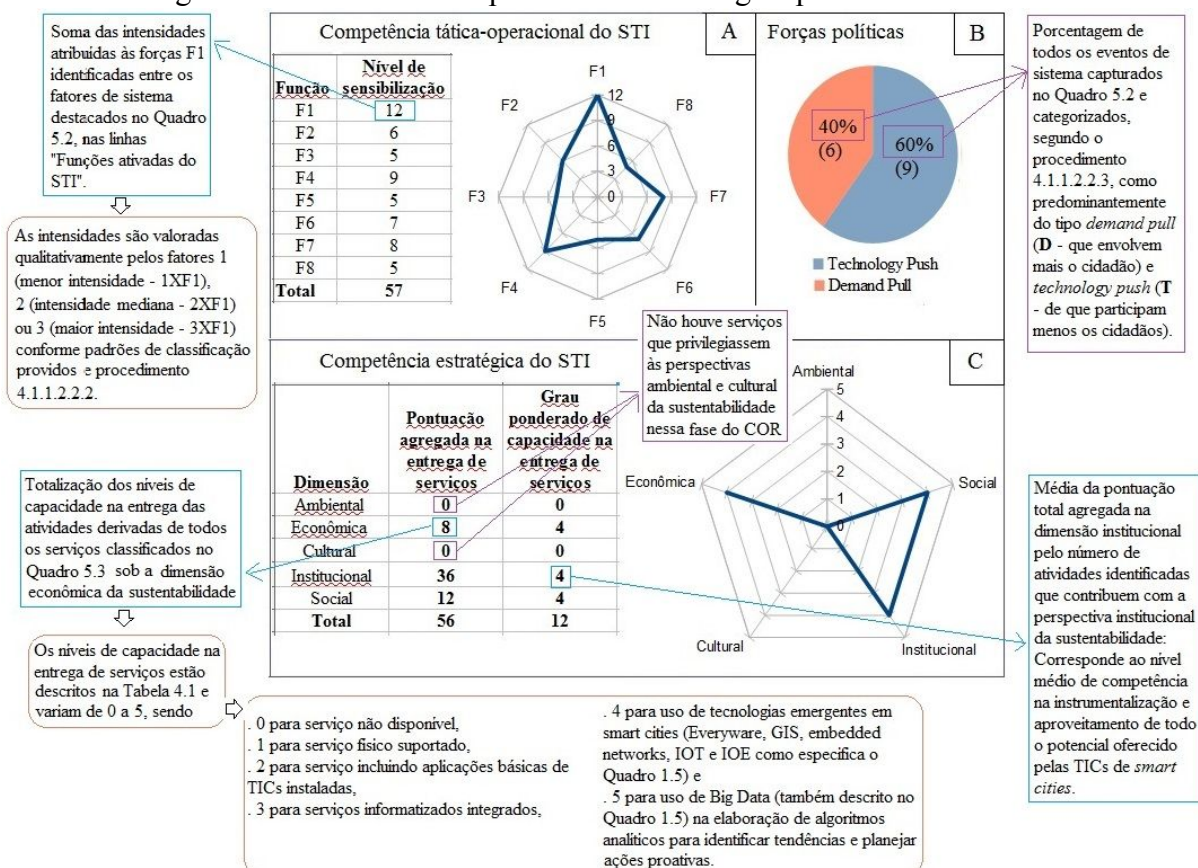 Soma das intensidades
atribuídas às forças F1
identificadas entre os
fatores de sistema
destacados no Quadro
5.2, nas linhas
"Funções ativadas do
STI".
As intensidades são valoradas
qualitativamente pelos fatores 1
(menor intensidade - 1XF1),
2 (intensidade mediana - 2XF1)
ou 3 (maior intensidade - 3XF1)
conforme padrões de classificação
providos e procedimento
4.1.1.2.2.2.
Competência tática-operacional do STI
A
Função Nível de sensibilização
F1 12
F2 6
F3 5
F4 9
F5 5
F6 7
F7 8
F8 5
Total 57
F1
F2
F3
F4
F5
F6
F7
F8
12
9
6
3
0
Forças políticas
B
40%
(6)
60%
(9)
Technology Push
Demand Pull
Porcentagem de
todos os eventos de
sistema capturados
no Quadro 5.2 e
categorizados,
segundo o
procedimento
4.1.1.2.2.3, como
predominantemente
do tipo demand pull
(D - que envolvem
mais o cidadão) e
technology push (T
- de que participam
menos os cidadãos).
Competência estratégica do STI
C
Não houve serviços
que privilegiassem
às perspectivas
ambiental e cultural
da sustentabilidade
nessa fase do COR
Dimensão
Pontuação
agregada na
entrega de
serviços
Grau
ponderado de
capacidade na
entrega de
serviços
Ambiental 0 0
Econômica 8 4
Cultural 0 0
Institucional 36 4
Social 12 4
Total 56 12
Ambiental
Econômica
Social
Cultural
Institucional
5
4
3
2
1
0
Totalização dos níveis de
capacidade na entrega das
atividades derivadas de todos
os serviços classificados no
Quadro 5.3 sob a dimensão
econômica da sustentabilidade
Média da pontuação
total agregada na
dimensão institucional
pelo número de
atividades identificadas
que contribuem com a
perspectiva institucional
da sustentabilidade:
Corresponde ao nível
médio de competência
na instrumentalização e
aproveitamento de todo
o potencial oferecido
pelas TICs de smart
cities.
Os níveis de capacidade na
entrega de serviços estão
descritos na Tabela 4.1 e
variam de 0 a 5, sendo
. 0 para serviço não disponível,
. 1 para serviço físico suportado,
. 2 para serviço incluindo aplicações básicas de
TICs instaladas,
. 3 para serviços informatizados integrados,
. 4 para uso de tecnologias emergentes em
smart cities (Everyware, GIS, embedded
networks, IOT e IOE como especifica o
Quadro 1.5) e
. 5 para uso de Big Data (também descrito no
Quadro 1.5) na elaboração de algoritmos
analíticos para identificar tendências e planejar
ações proativas.